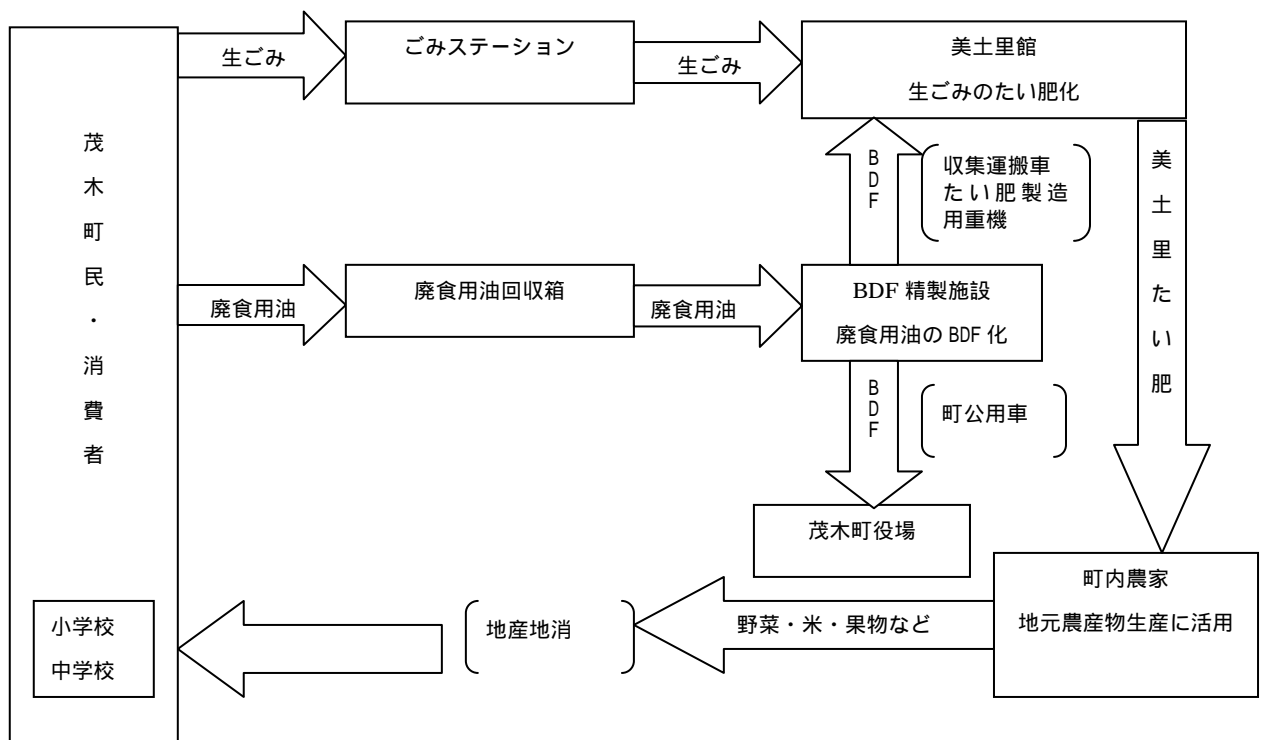 茂木町民・消費者
生ごみ
ごみステーション
生ごみ
美土里館
生ごみのたい肥化
BDF
収集運搬車
たい肥製造
用重機
美土里たい肥
廃食用油
廃食用油回収箱
廃食用油
BDF 精製施設
廃食用油の BDF 化
BDF
町公用車
茂木町役場
町内農家
地元農産物生産に活用
野菜・米・果物など
地産地消
小学校
中学校